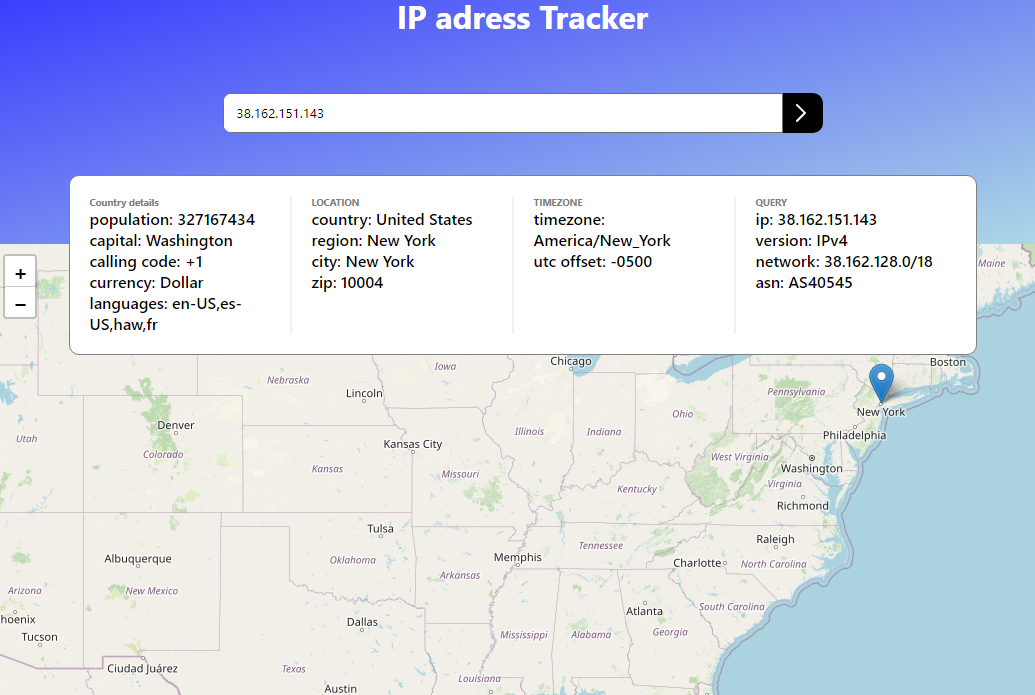 IP adress Tracker
38.162.151.143
Country details
population: 327167434
capital: Washington
calling code: +1
currency: Dollar
languages: en-US,es-
US,haw,fr
LOCATION
country: United States
region: New York
city: New York
zip: 10004
TIMEZONE
timezone:
America/New_York
utc offset: -0500
QUERY
ip: 38.162.151.143
version: IPv4
network: 38.162.128.0/18
asn: AS40545
+
−
Maine
Chicago
Boston
Iowa
Nebraska
Lincoln
Pennsylvania
New York
Ohio
Denver
Utah
Illinois
Indiana
Philadelphia
Kansas City
Colorado
West Virginia
Washington
Kansas
Missouri
Virginia
Kentucky
Richmond
Tulsa
Raleigh
Tennessee
Albuquerque
Oklahoma
Memphis
Charlotte
North Carolina
Arkansas
Arizona
New Mexico
South Carolina
Atlanta
hoenix
Dallas
Mississippi
Alabama
Georgia
Tucson
Ciudad Juárez
Texas
Louisiana
Austin